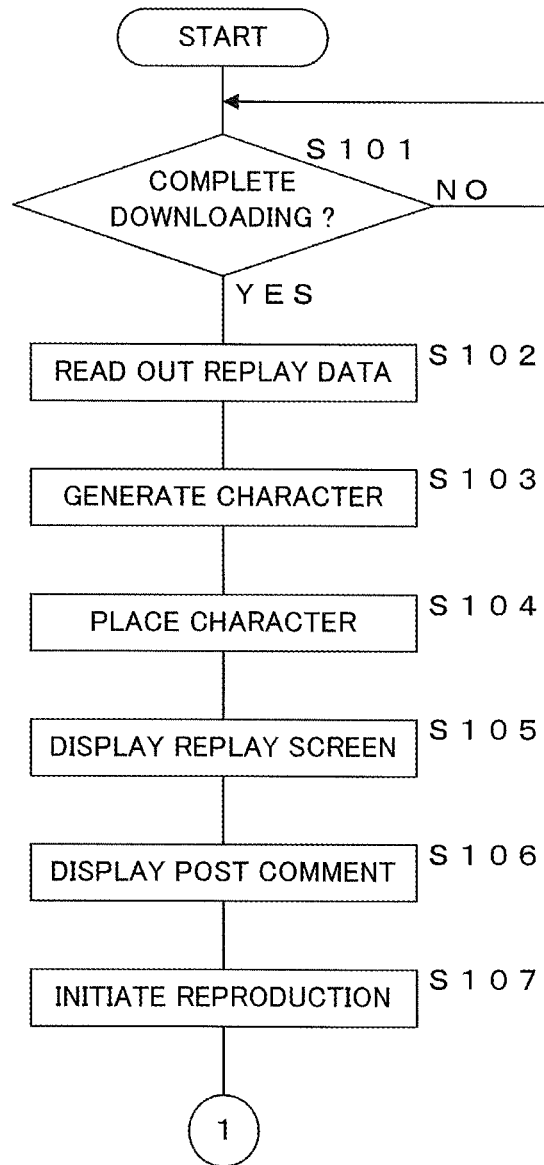 START
S101
COMPLETE
DOWNLOADING ?
NO
YES
READ OUT REPLAY DATA
S102
GENERATE CHARACTER
S103
PLACE CHARACTER
S104
DISPLAY REPLAY SCREEN
S105
DISPLAY POST COMMENT
S106
INITIATE REPRODUCTION
S107
1